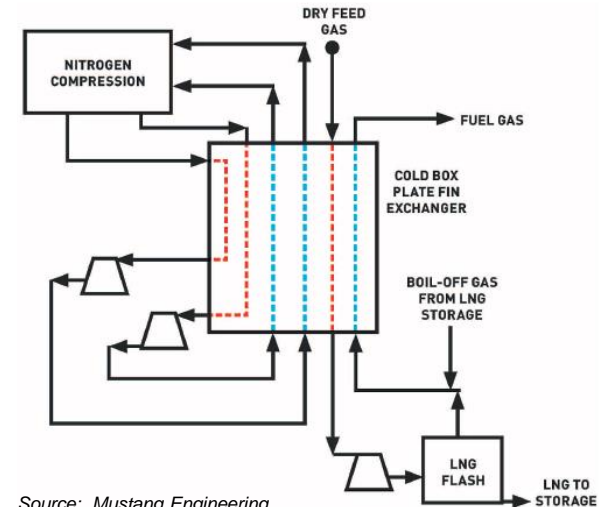 DRY FEED
GAS
NITROGEN
COMPRESSION
FUEL GAS
COLD BOX
PLATE FIN
EXCHANGER
BOIL-OFF GAS
FROM LNG
STORAGE
LNG
FLASH
LNG TO
STORAGE
Source: Mustang Engineering